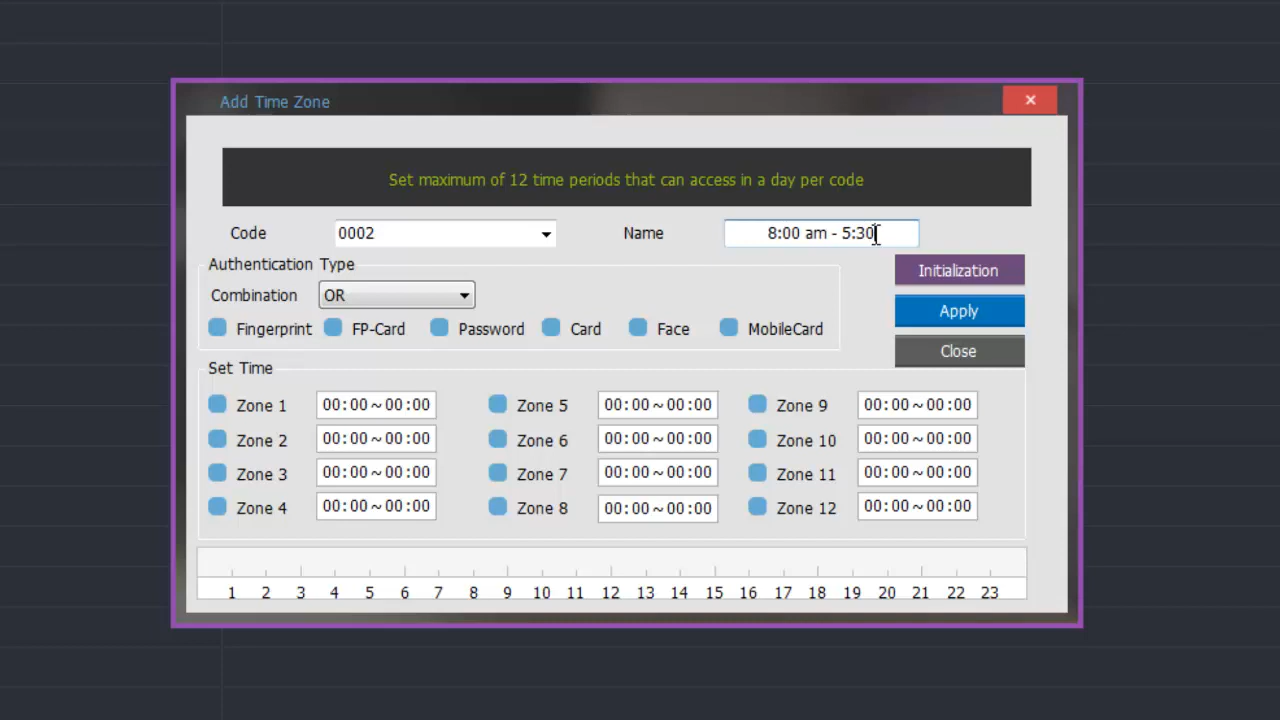 Add Time Zone
Set maximum of 12 time periods that can access in a day per code
Code 0002 Name 8:00 am - 5:30
Authentication Type
Initialization
Combination OR
Apply
Fingerprint FP-Card Password Card Face MobileCard
Close
Set Time
Zone 1 00:00~00:00 Zone 5 00:00~00:00 Zone 9 00:00~00:00
Zone 2 00:00~00:00 Zone 6 00:00~00:00 Zone 10 00:00~00:00
Zone 3 00:00~00:00 Zone 7 00:00~00:00 Zone 11 00:00~00:00
Zone 4 00:00~00:00 Zone 8 00:00~00:00 Zone 12 00:00~00:00
1 2 3 4 5 6 7 8 9 10 11 12 13 14 15 16 17 18 19 20 21 22 23